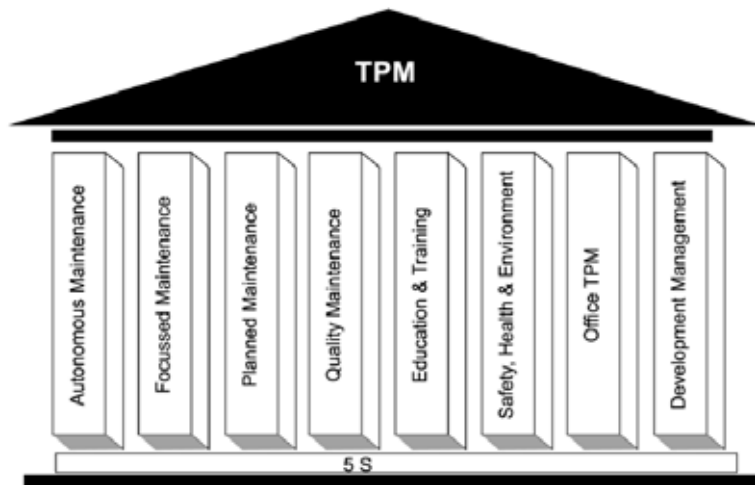 TPM
Autonomous Maintenance
Focussed Maintenance
Planned Maintenance
Quality Maintenance
Education & Training
Safety, Health & Environment
Office TPM
Development Management
5 S